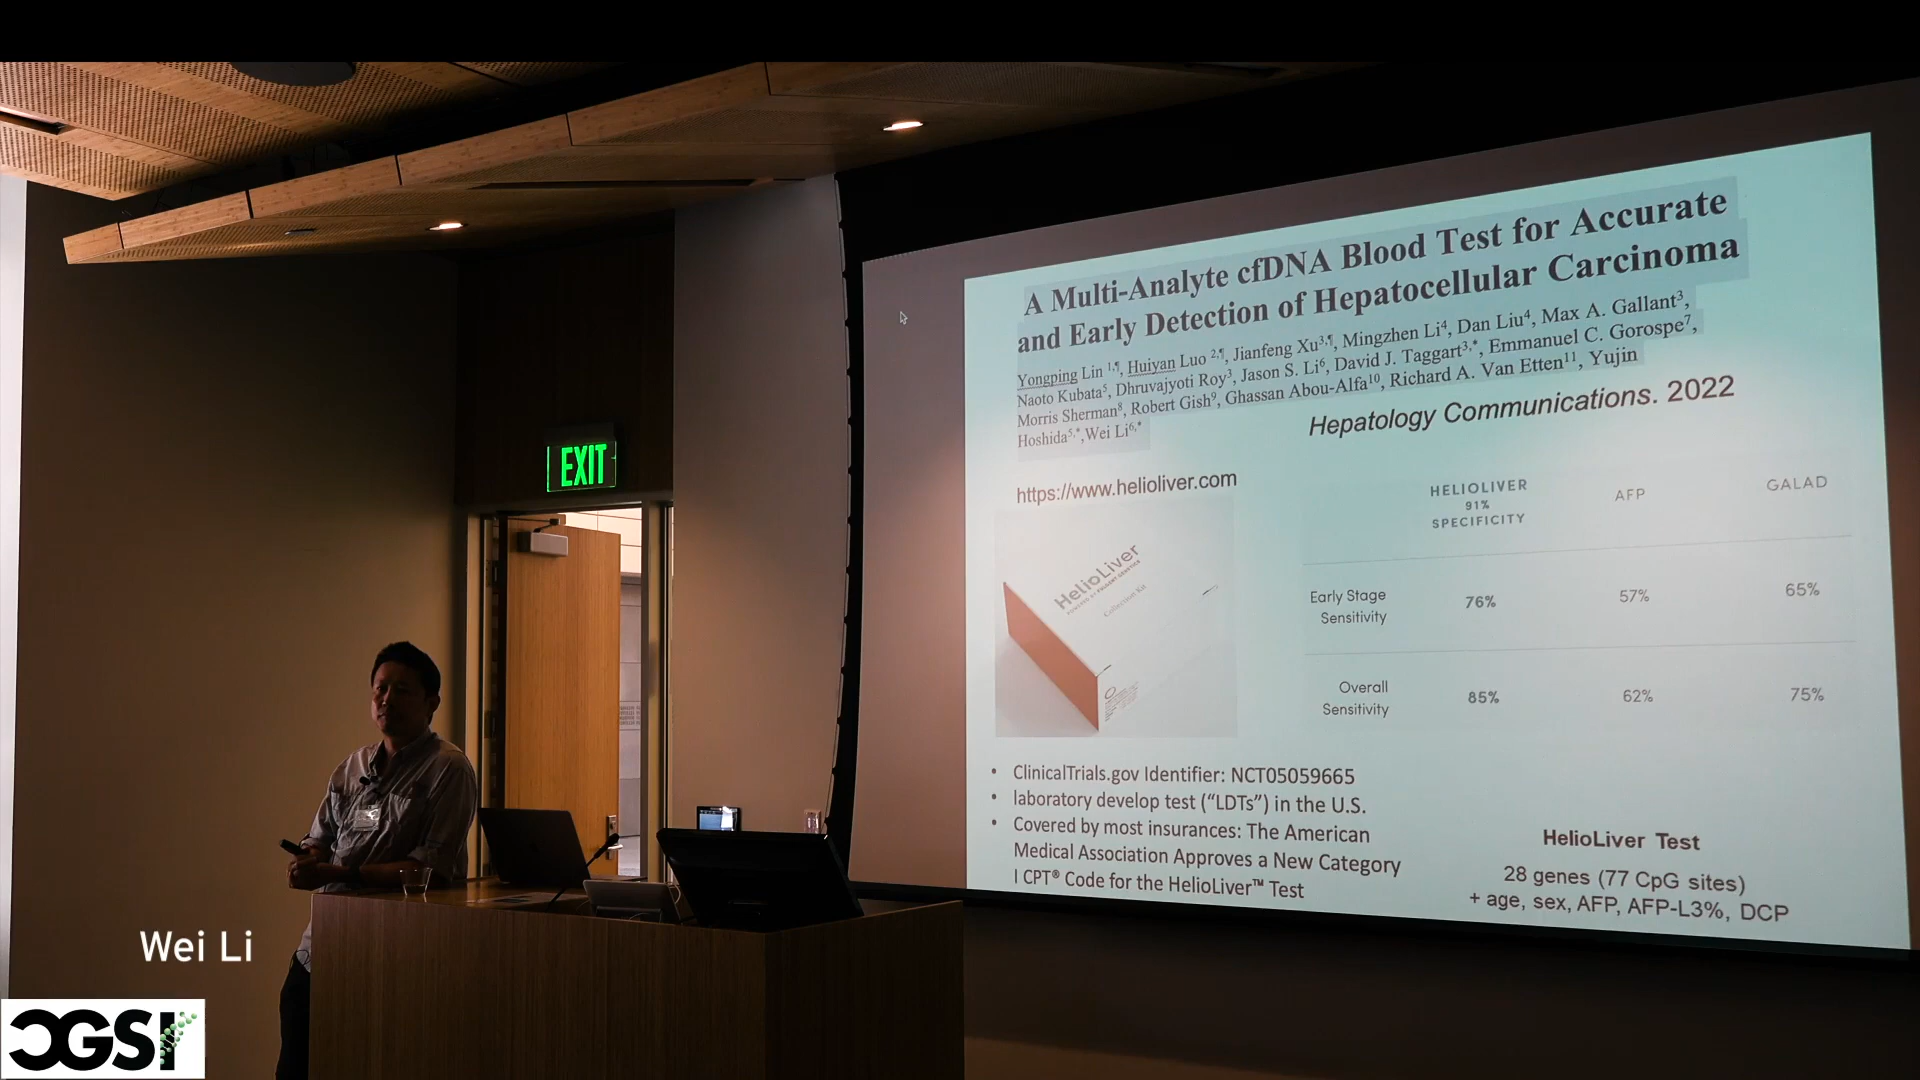 A Multi-Analyte cfDNA Blood Test for Accurate
and Early Detection of Hepatocellular Carcinoma
Yongping Lin 1,¶, Huiyan Luo 2,¶, Jianfeng Xu3,¶, Mingzhen Li4, Dan Liu4, Max A. Gallant3,
Naoto Kubata5, Dhruvajyoti Roy3, Jason S. Li6, David J. Taggart3,*, Emmanuel C. Gorospe7,
Morris Sherman8, Robert Gish9, Ghassan Abou-Alfa10, Richard A. Van Etten11, Yujin
Hoshida5,*,Wei Li6,*
Hepatology Communications. 2022
https://www.helioliver.com
HelioLiver
POWERED BY FULGENT GENETICS
Collection Kit
HELIOLIVER
91%
SPECIFICITY
AFP
GALAD
Early Stage
Sensitivity
76%
57%
65%
Overall
Sensitivity
85%
62%
75%
• ClinicalTrials.gov Identifier: NCT05059665
• laboratory develop test (“LDTs”) in the U.S.
• Covered by most insurances: The American
Medical Association Approves a New Category
I CPT® Code for the HelioLiver™ Test
HelioLiver Test
28 genes (77 CpG sites)
+ age, sex, AFP, AFP-L3%, DCP
EXIT
Wei Li
CGSI